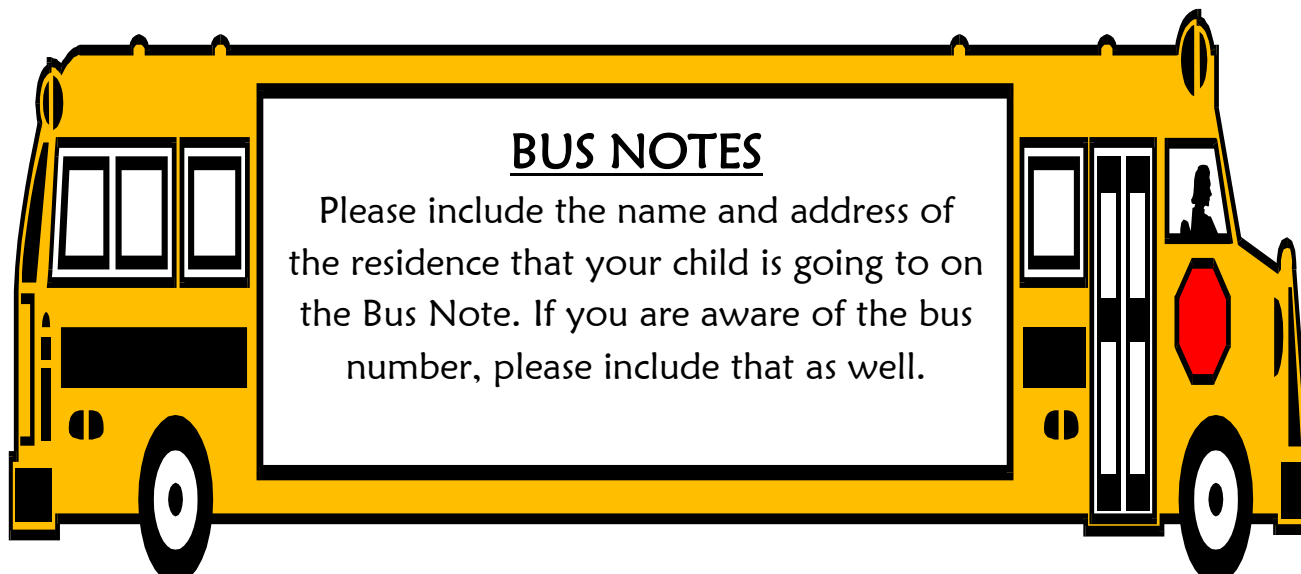 BUS NOTES
Please include the name and address of
the residence that your child is going to on
the Bus Note. If you are aware of the bus
number, please include that as well.